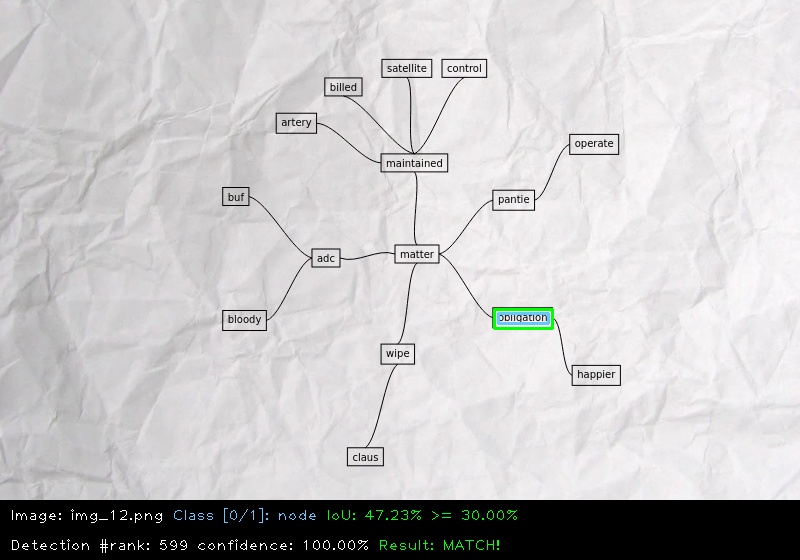 satellite
control
billed
artery
operate
maintained
buf
pantie
matter
adc
bloody
obligation
wipe
happier
claus
Image: img_12.png Class [0/1]: node IoU: 47.23% >= 30.00%
Detection #rank: 599 confidence: 100.00% Result: MATCH!